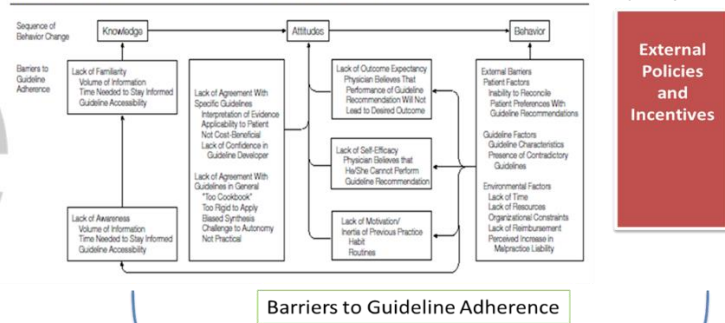 Sequence of
Behavior Change
Knowledge
Attitudes
Behavior
Barriers to
Guideline
Adherence
Lack of Familiarity
Volume of Information
Time Needed to Stay Informed
Guideline Accessibility
Lack of Awareness
Volume of Information
Time Needed to Stay Informed
Guideline Accessibility
Lack of Agreement With
Specific Guidelines
Interpretation of Evidence
Applicability to Patient
Not Cost-Beneficial
Lack of Confidence in
Guideline Developer
Lack of Agreement With
Guidelines in General
"Too Cookbook"
Too Rigid to Apply
Biased Synthesis
Challenge to Autonomy
Not Practical
Lack of Outcome Expectancy
Physician Believes That
Performance of Guideline
Recommendation Will Not
Lead to Desired Outcome
Lack of Self-Efficacy
Physician Believes that
He/She Cannot Perform
Guideline Recommendation
Lack of Motivation/
Inertia of Previous Practice
Habit
Routines
External Barriers
Patient Factors
Inability to Reconcile
Patient Preferences With
Guideline Recommendations
Guideline Factors
Guideline Characteristics
Presence of Contradictory
Guidelines
Environmental Factors
Lack of Time
Lack of Resources
Organizational Constraints
Lack of Reimbursement
Perceived Increase in
Malpractice Liability
External
Policies
and
Incentives
Barriers to Guideline Adherence